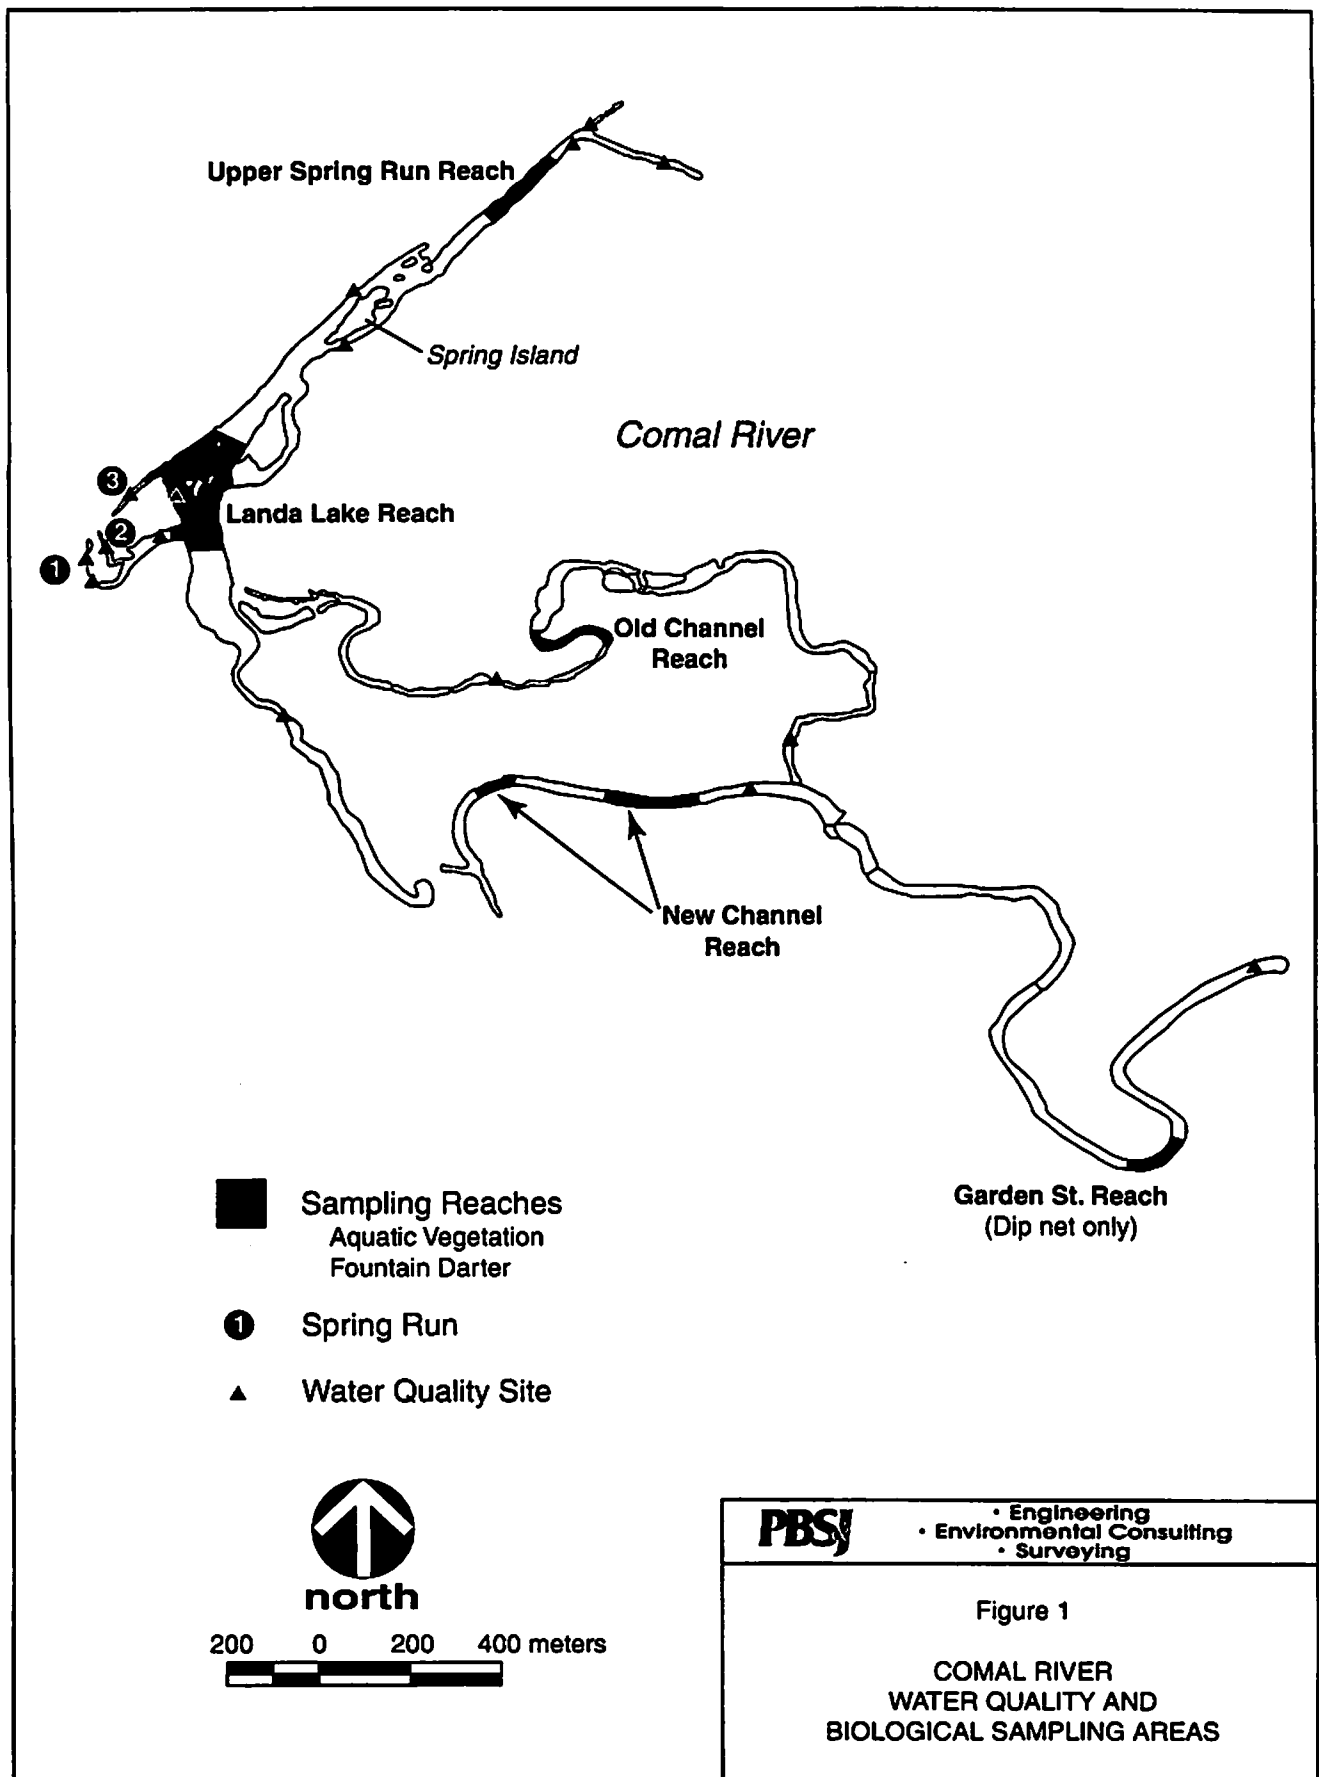 Upper Spring Run Reach
Spring Island
Comal River
3
Landa Lake Reach
2
1
Old Channel
Reach
New Channel
Reach
Garden St. Reach
(Dip net only)
Sampling Reaches
Aquatic Vegetation
Fountain Darter
1 Spring Run
Water Quality Site
north
200 0 200 400 meters
PBSJ
• Engineering
• Environmental Consulting
• Surveying
Figure 1
COMAL RIVER
WATER QUALITY AND
BIOLOGICAL SAMPLING AREAS